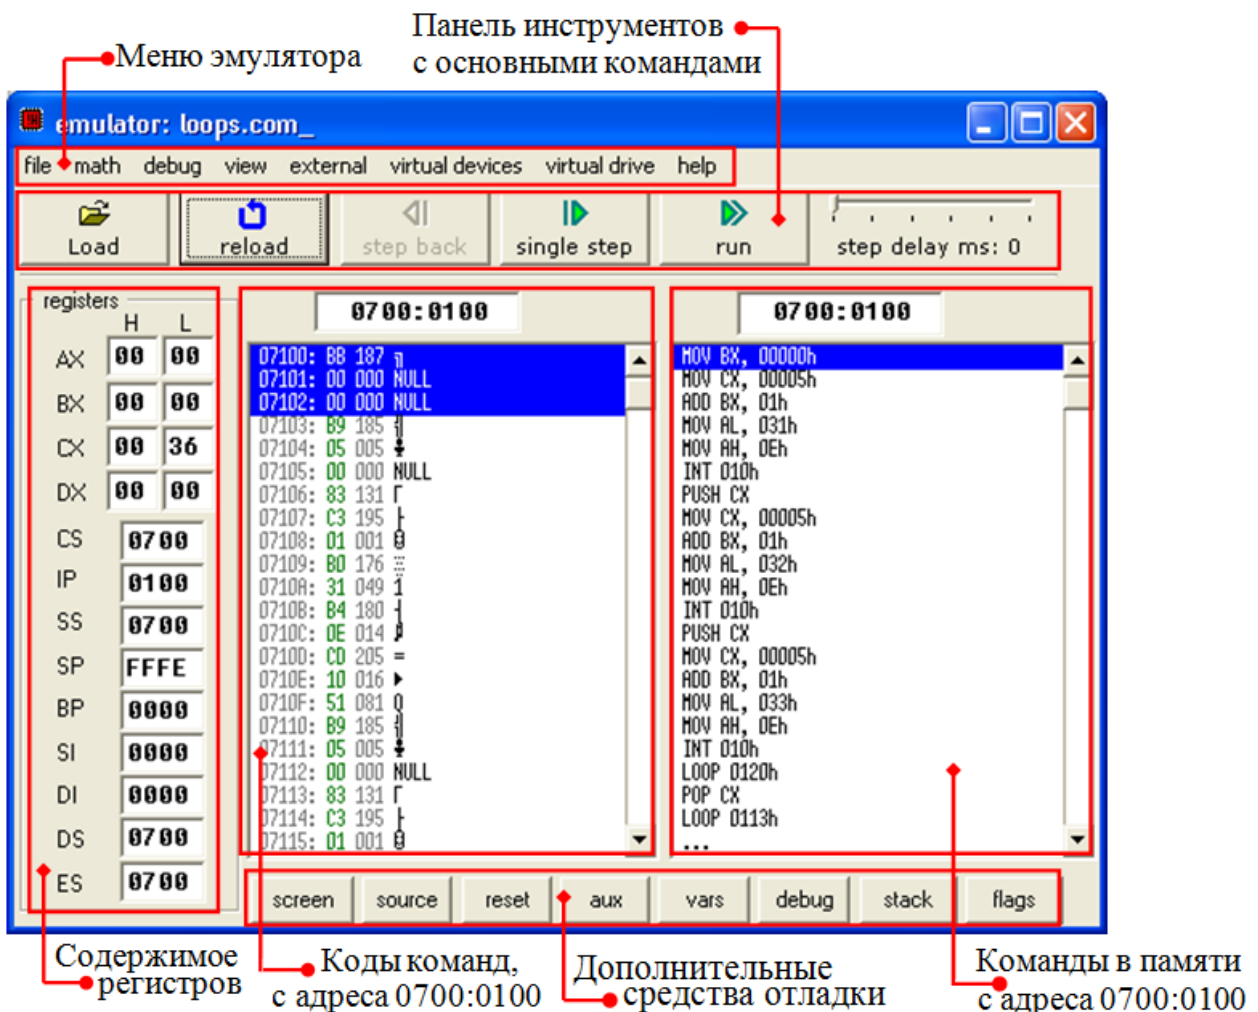 Панель инструментов
с основными командами
Меню эмулятора
emulator: loops.com_
file math debug view external virtual devices virtual drive help
Load reload step back single step run step delay ms: 0
registers
H L
AX 00 00
BX 00 00
CX 00 36
DX 00 00
CS 0700
IP 0100
SS 0700
SP FFFE
BP 0000
SI 0000
DI 0000
DS 0700
ES 0700
0700:0100
07100: BB 187 ╗
07101: 00 000 NULL
07102: 00 000 NULL
07103: B9 185 ╣
07104: 05 005 ♣
07105: 00 000 NULL
07106: 83 131 Г
07107: C3 195 ├
07108: 01 001 ☺
07109: B0 176 ░
0710A: 31 049 1
0710B: B4 180 ┤
0710C: 0E 014 ♫
0710D: CD 205 =
0710E: 10 016 ►
0710F: 51 081 Q
07110: B9 185 ╣
07111: 05 005 ♣
07112: 00 000 NULL
07113: 83 131 Г
07114: C3 195 ├
07115: 01 001 ☺
0700:0100
MOV BX, 00000h
MOV CX, 00005h
ADD BX, 01h
MOV AL, 031h
MOV AH, 0Eh
INT 010h
PUSH CX
MOV CX, 00005h
ADD BX, 01h
MOV AL, 032h
MOV AH, 0Eh
INT 010h
PUSH CX
MOV CX, 00005h
ADD BX, 01h
MOV AL, 033h
MOV AH, 0Eh
INT 010h
LOOP 0120h
POP CX
LOOP 0113h
...
screen source reset aux vars debug stack flags
Содержимое
регистров
Коды команд,
с адреса 0700:0100
Дополнительные
средства отладки
Команды в памяти
с адреса 0700:0100